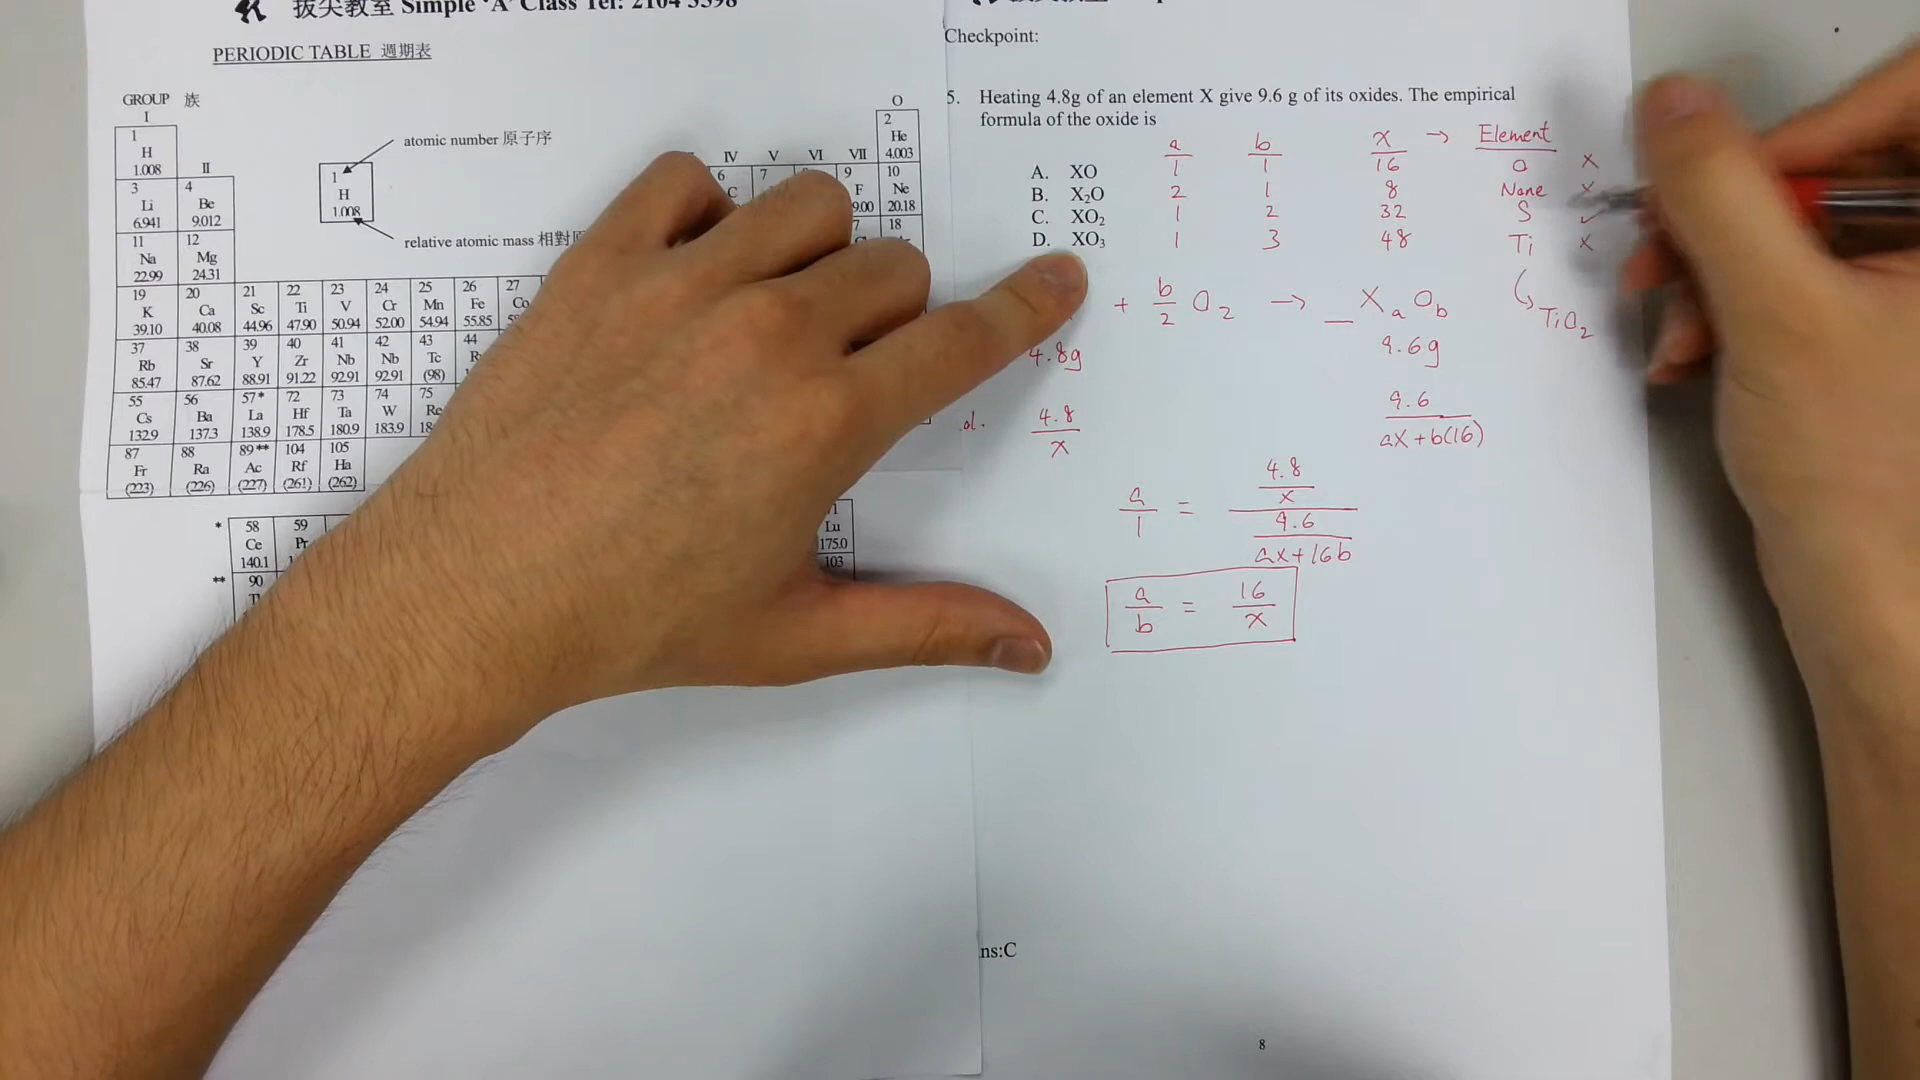 拔尖教室 Simple 'A' Class Tel: 2104 3398
PERIODIC TABLE 週期表
GROUP 族
I II IV V VI VII O
atomic number 原子序
1
H
1.008
relative atomic mass
1 2
H He
1.008 4.003
3 4 6 7 9 10
Li Be C F Ne
6.941 9.012 20.18
11 12 18
Na Mg
22.99 24.31
19 20 21 22 23 24 25 26 27
K Ca Sc Ti V Cr Mn Fe Co
39.10 40.08 44.96 47.90 50.94 52.00 54.94 55.85
37 38 39 40 41 42 43 44
Rb Sr Y Zr Nb Nb Tc
85.47 87.62 88.91 91.22 92.91 92.91 (98)
55 56 57* 72 73 74 75
Cs Ba La Hf Ta W Re
132.9 137.3 138.9 178.5 180.9 183.9
87 88 89** 104 105
Fr Ra Ac Rf Ha
(223) (226) (227) (261) (262)
* 58 59
Ce Pr Lu
140.1 175.0
** 90 103
Checkpoint:
5. Heating 4.8g of an element X give 9.6 g of its oxides. The empirical
formula of the oxide is
a b x → Element
A. XO 1 1 16 O x
B. X₂O 2 1 8 None x
C. XO₂ 1 2 32 S ✓
D. XO₃ 1 3 48 Ti x
+ b/2 O₂ → _ XₐO_b
TiO₂
4.8g 9.6g
4.8/x 9.6/(ax+b(16))
a/1 = (4.8/x)/(9.6/(ax+16b))
a/b = 16/x
ns:C
8